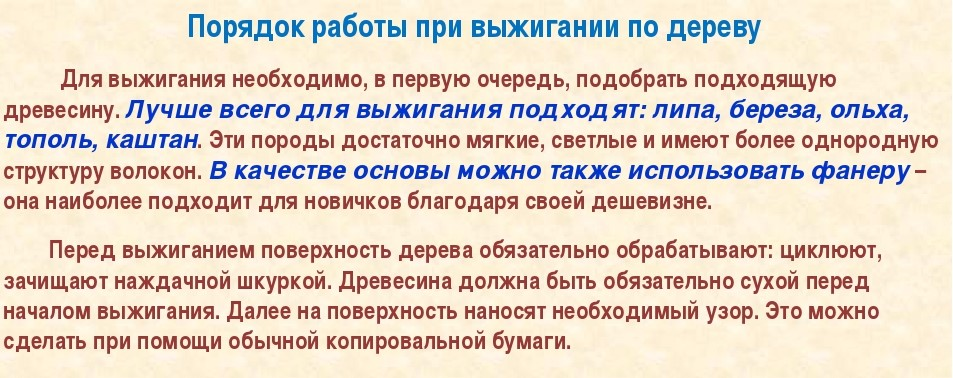 Порядок работы при выжигании по дереву
Для выжигания необходимо, в первую очередь, подобрать подходящую
древесину. Лучше всего для выжигания подходят: липа, береза, ольха,
тополь, каштан. Эти породы достаточно мягкие, светлые и имеют более однородную
структуру волокон. В качестве основы можно также использовать фанеру –
она наиболее подходит для новичков благодаря своей дешевизне.
Перед выжиганием поверхность дерева обязательно обрабатывают: циклюют,
зачищают наждачной шкуркой. Древесина должна быть обязательно сухой перед
началом выжигания. Далее на поверхность наносят необходимый узор. Это можно
сделать при помощи обычной копировальной бумаги.